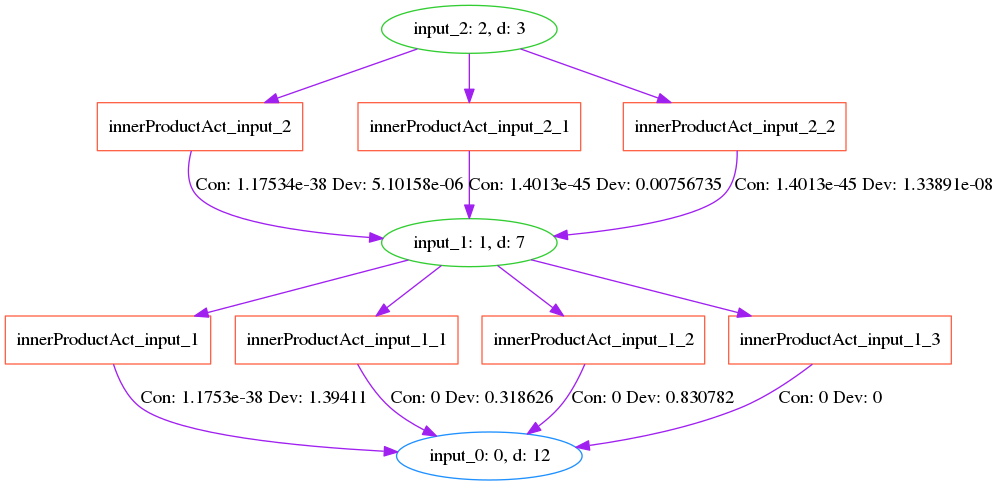 input_2: 2, d: 3
innerProductAct_input_2
innerProductAct_input_2_1
innerProductAct_input_2_2
Con: 1.17534e-38 Dev: 5.10158e-06
Con: 1.4013e-45 Dev: 0.00756735
Con: 1.4013e-45 Dev: 1.33891e-08
input_1: 1, d: 7
innerProductAct_input_1
innerProductAct_input_1_1
innerProductAct_input_1_2
innerProductAct_input_1_3
Con: 1.1753e-38 Dev: 1.39411
Con: 0 Dev: 0.318626
Con: 0 Dev: 0.830782
Con: 0 Dev: 0
input_0: 0, d: 12